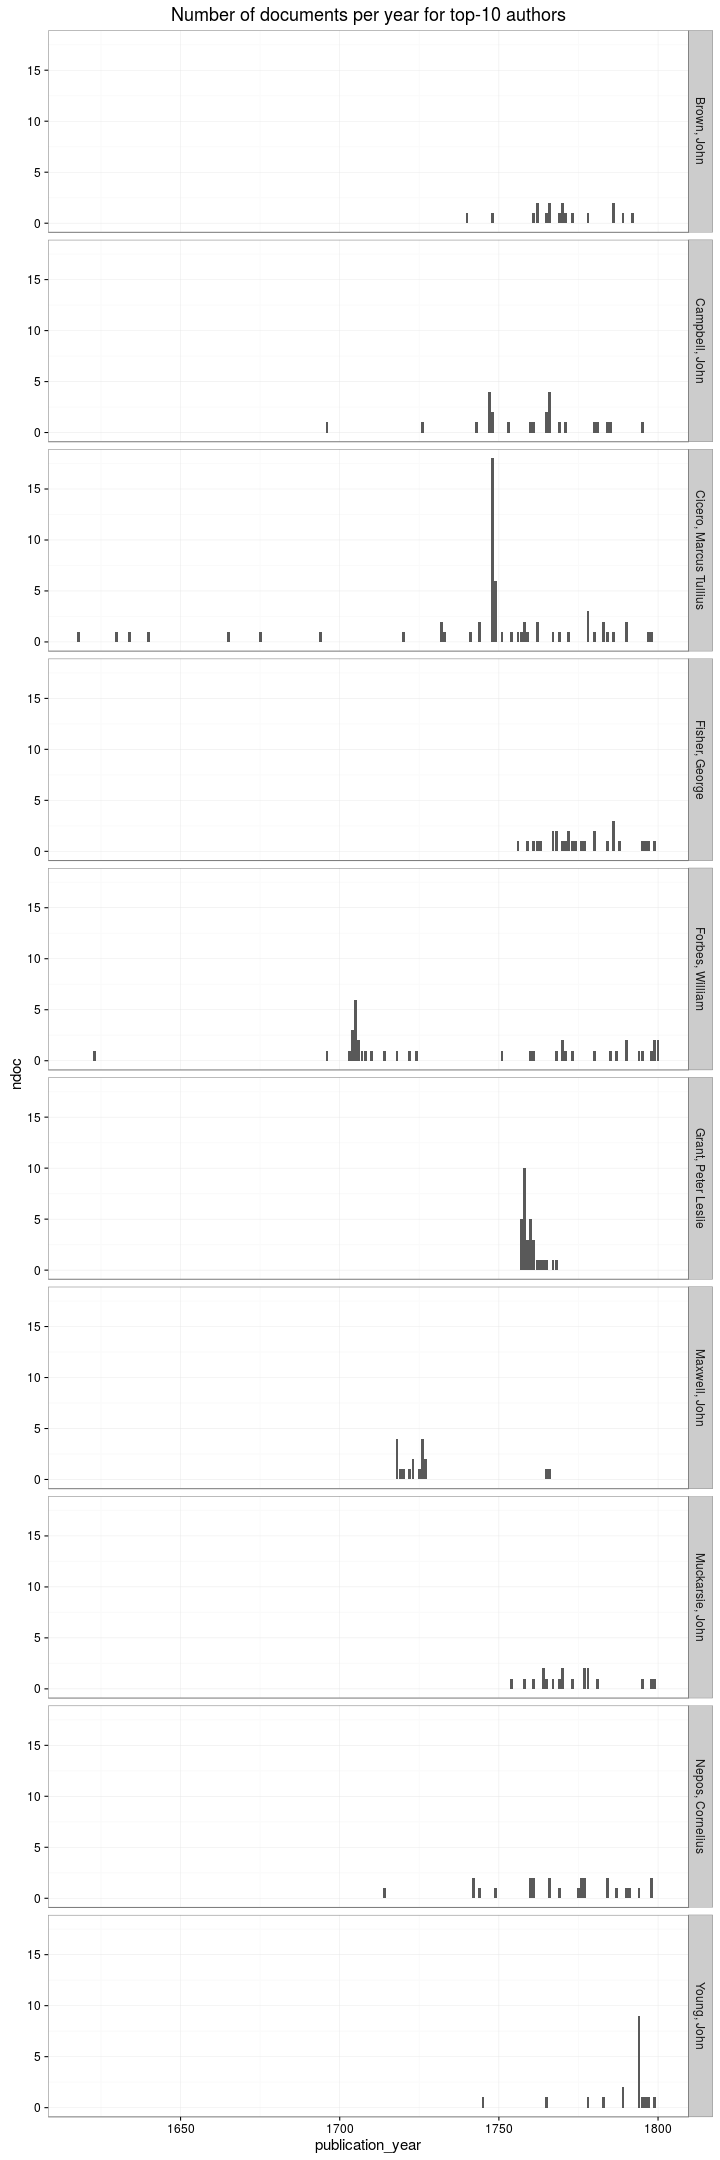 Number of documents per year for top-10 authors
15
10
5
0
Brown, John
15
10
5
0
Campbell, John
15
10
5
0
Cicero, Marcus Tullius
15
10
5
0
Fisher, George
15
10
5
0
Forbes, William
ndoc
15
10
5
0
Grant, Peter Leslie
15
10
5
0
Maxwell, John
15
10
5
0
Muckarsie, John
15
10
5
0
Nepos, Cornelius
15
10
5
0
Young, John
1650 1700 1750 1800
publication_year